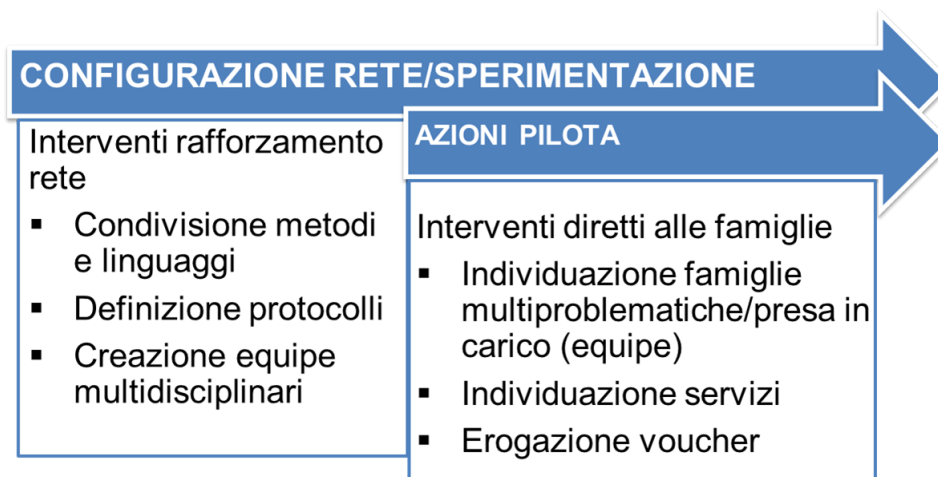 CONFIGURAZIONE RETE/SPERIMENTAZIONE
Interventi rafforzamento
rete
▪ Condivisione metodi
e linguaggi
▪ Definizione protocolli
▪ Creazione equipe
multidisciplinari
AZIONI PILOTA
Interventi diretti alle famiglie
▪ Individuazione famiglie
multiproblematiche/presa in
carico (equipe)
▪ Individuazione servizi
▪ Erogazione voucher